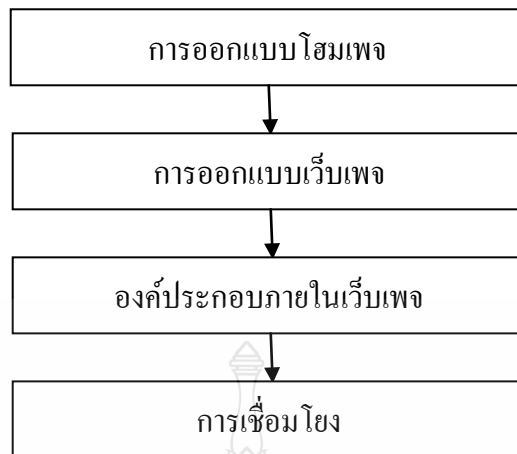 การออกแบบโฮมเพจ
การออกแบบเว็บเพจ
องค์ประกอบภายในเว็บเพจ
การเชื่อมโยง